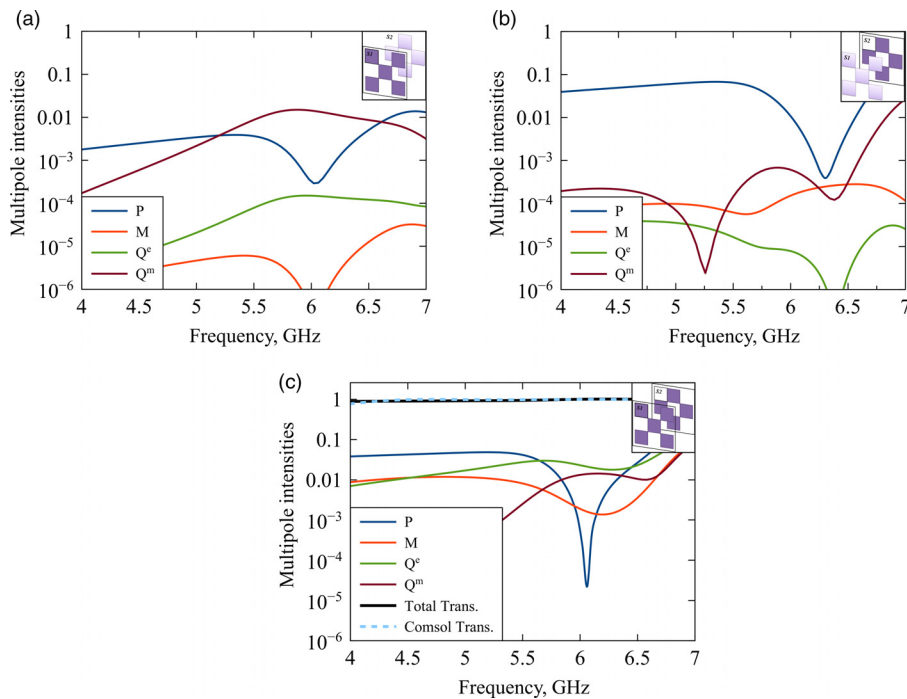 (a)
Multipole intensities
1
0.1
0.01
10⁻³
10⁻⁴
10⁻⁵
10⁻⁶
P
M
Qᵉ
Qᵐ
S1
S2
4 4.5 5 5.5 6 6.5 7
Frequency, GHz
(b)
Multipole intensities
1
0.1
0.01
10⁻³
10⁻⁴
10⁻⁵
10⁻⁶
P
M
Qᵉ
Qᵐ
S2
S1
4 4.5 5 5.5 6 6.5 7
Frequency, GHz
(c)
Multipole intensities
1
0.1
0.01
10⁻³
10⁻⁴
10⁻⁵
10⁻⁶
P
M
Qᵉ
Qᵐ
Total Trans.
Comsol Trans.
S2
S1
4 4.5 5 5.5 6 6.5 7
Frequency, GHz